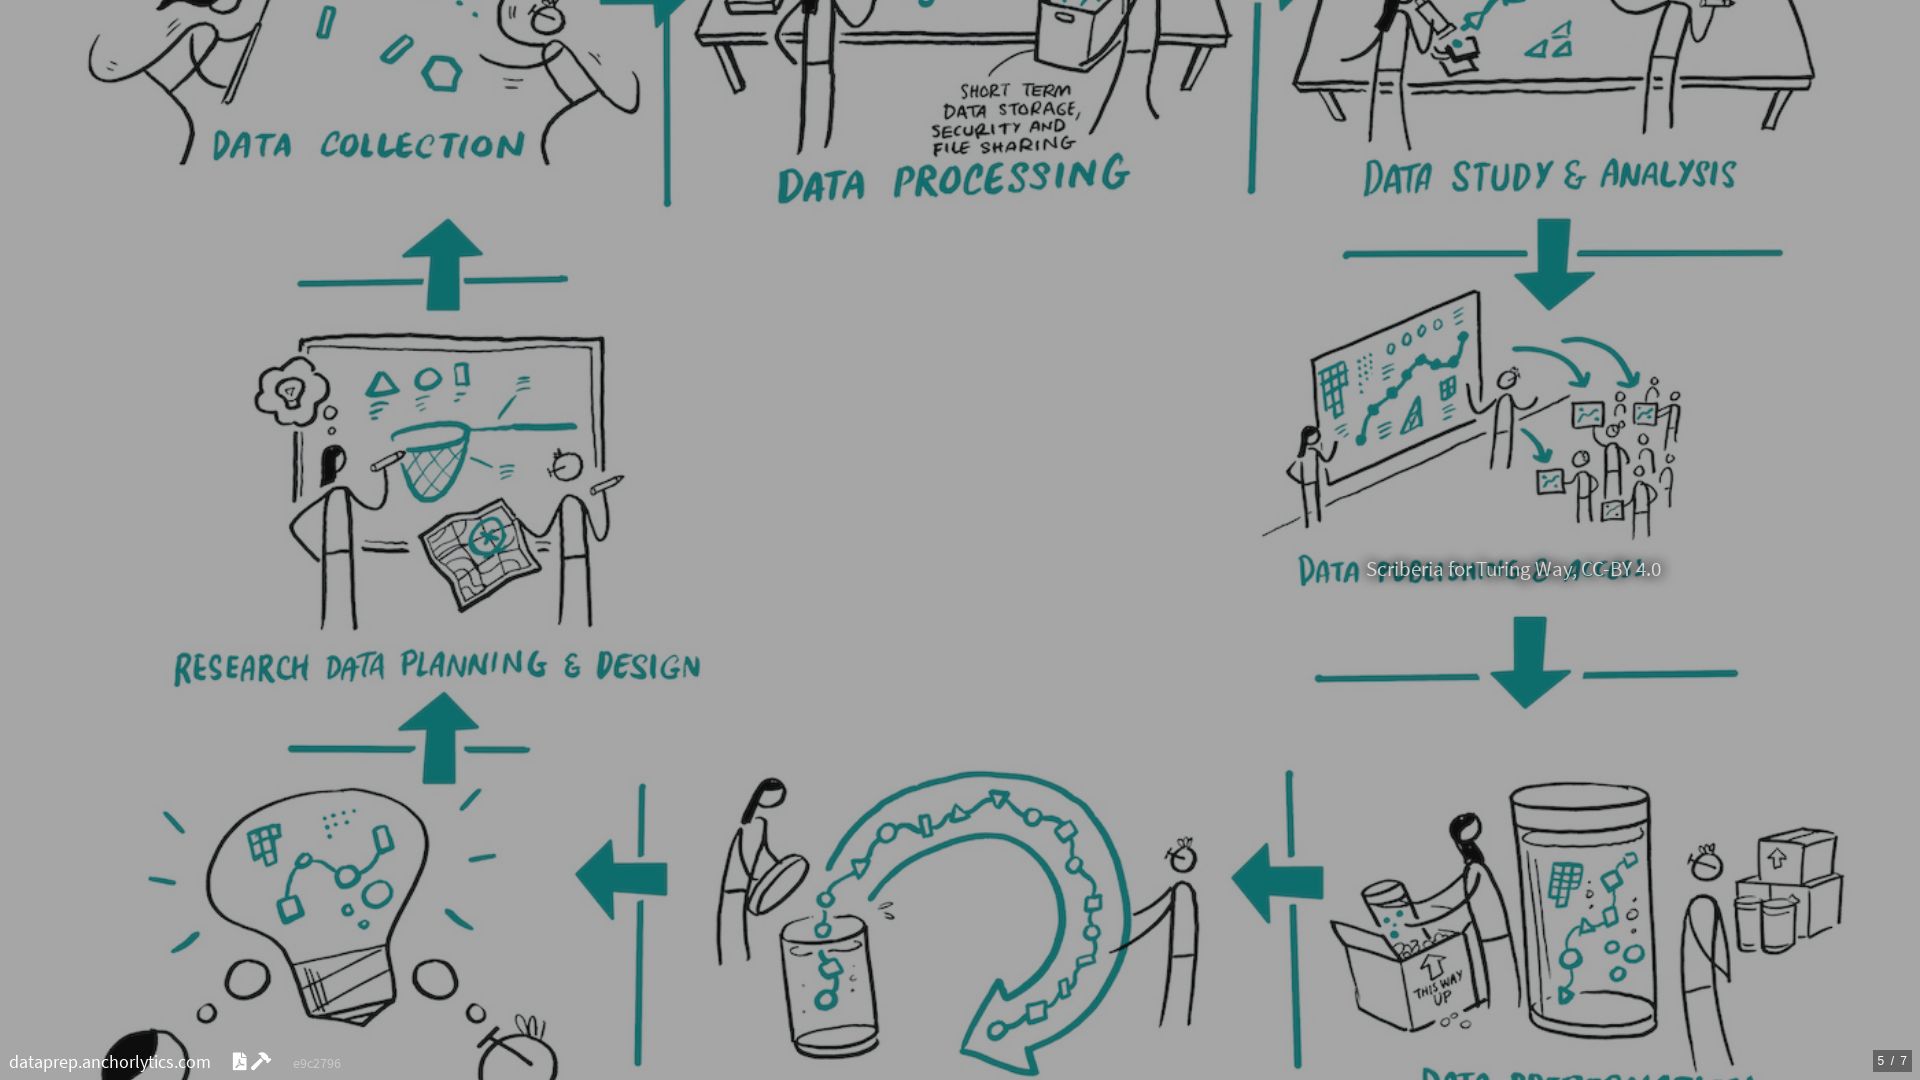 SHORT TERM
DATA STORAGE,
SECURITY AND
FILE SHARING
DATA COLLECTION
DATA PROCESSING
DATA STUDY & ANALYSIS
DATA
Scriberia for Turing Way, CC-BY 4.0
RESEARCH DATA PLANNING & DESIGN
THIS WAY
UP
dataprep.anchorlytics.com
e9c2796
5 / 7